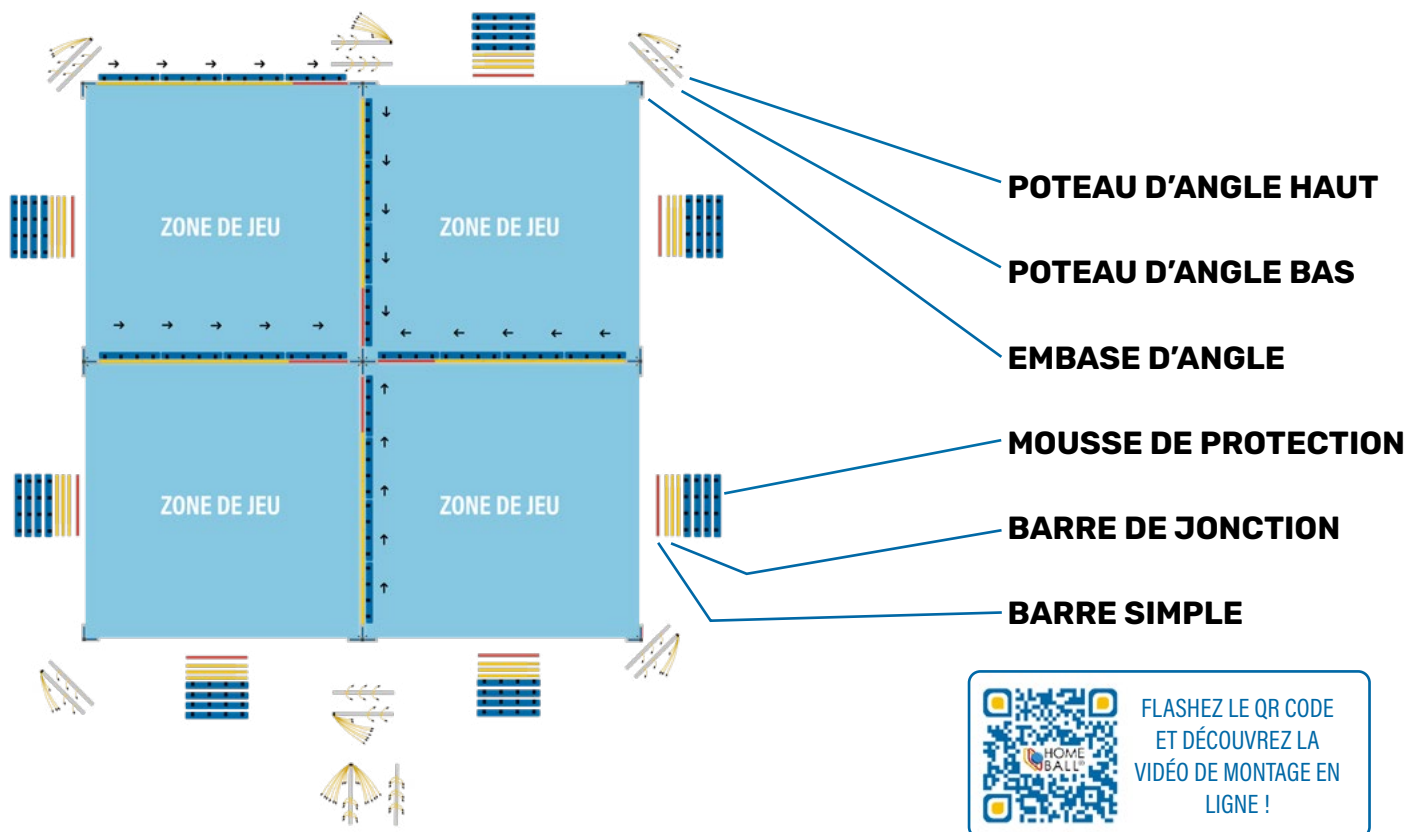 ZONE DE JEU
ZONE DE JEU
ZONE DE JEU
ZONE DE JEU
POTEAU D’ANGLE HAUT
POTEAU D’ANGLE BAS
EMBASE D’ANGLE
MOUSSE DE PROTECTION
BARRE DE JONCTION
BARRE SIMPLE
HOME
BALL®
FLASHEZ LE QR CODE
ET DÉCOUVREZ LA
VIDÉO DE MONTAGE EN
LIGNE !